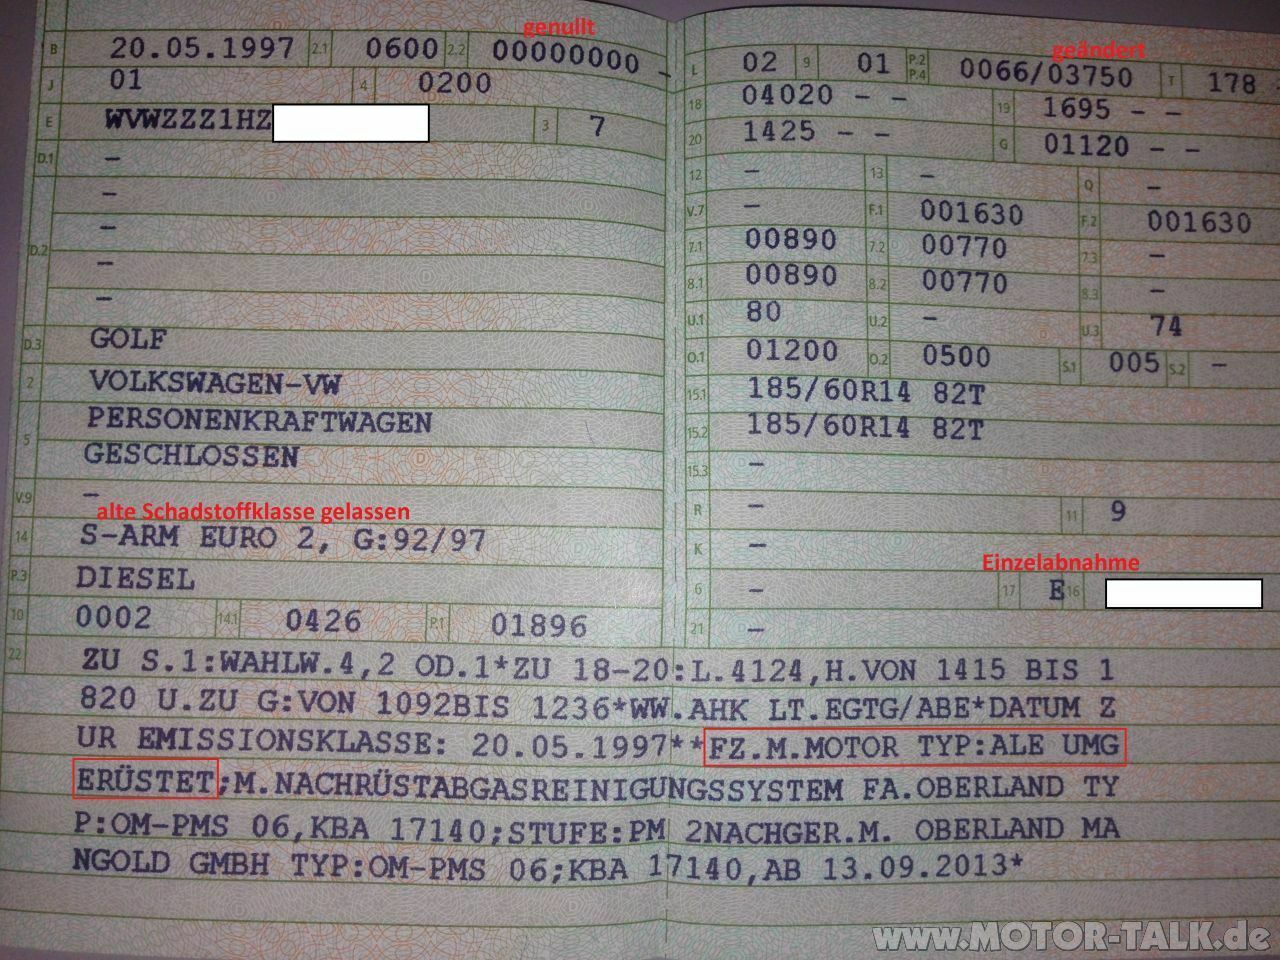 genullt
B 20.05.1997 2.1 0600 2.2 00000000 -
J 01 4 0200
E WVWZZZ1HZ 3 7
D.1 -
-
-
D.2 -
-
D.3 GOLF
2 VOLKSWAGEN-VW
PERSONENKRAFTWAGEN
5 GESCHLOSSEN
V.9 -
alte Schadstoffklasse gelassen
14 S-ARM EURO 2, G:92/97
P.3 DIESEL
10 0002 14.1 0426 P.1 01896
geändert
L 02 9 01 P.2 P.4 0066/03750 T 178 -
18 04020 - - 19 1695 - -
20 1425 - - G 01120 - -
12 - 13 - Q -
V.7 - F.1 001630 F.2 001630
7.1 00890 7.2 00770 7.3 -
8.1 00890 8.2 00770 8.3 -
U.1 80 U.2 - U.3 74
O.1 01200 O.2 0500 S.1 005 S.2 -
15.1 185/60R14 82T
15.2 185/60R14 82T
15.3 -
R - 11 9
K -
Einzelabnahme
6 - 17 E 16
21 -
22 ZU S.1:WAHLW.4,2 OD.1*ZU 18-20:L.4124,H.VON 1415 BIS 1
820 U.ZU G:VON 1092BIS 1236*WW.AHK LT.EGTG/ABE*DATUM Z
UR EMISSIONSKLASSE: 20.05.1997**FZ.M.MOTOR TYP:ALE UMG
ERÜSTET;M.NACHRÜSTABGASREINIGUNGSSYSTEM FA.OBERLAND TY
P:OM-PMS 06,KBA 17140;STUFE:PM 2NACHGER.M. OBERLAND MA
NGOLD GMBH TYP:OM-PMS 06;KBA 17140,AB 13.09.2013*
www.MOTOR-TALK.de